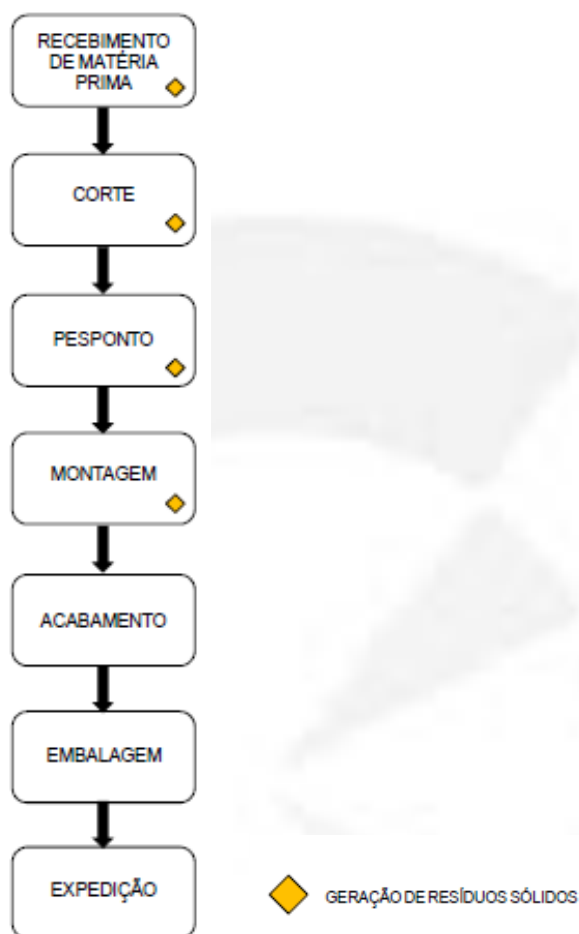 RECEBIMENTO
DE MATÉRIA
PRIMA
CORTE
PESPONTO
MONTAGEM
ACABAMENTO
EMBALAGEM
EXPEDIÇÃO
GERAÇÃO DE RESÍDUOS SÓLIDOS